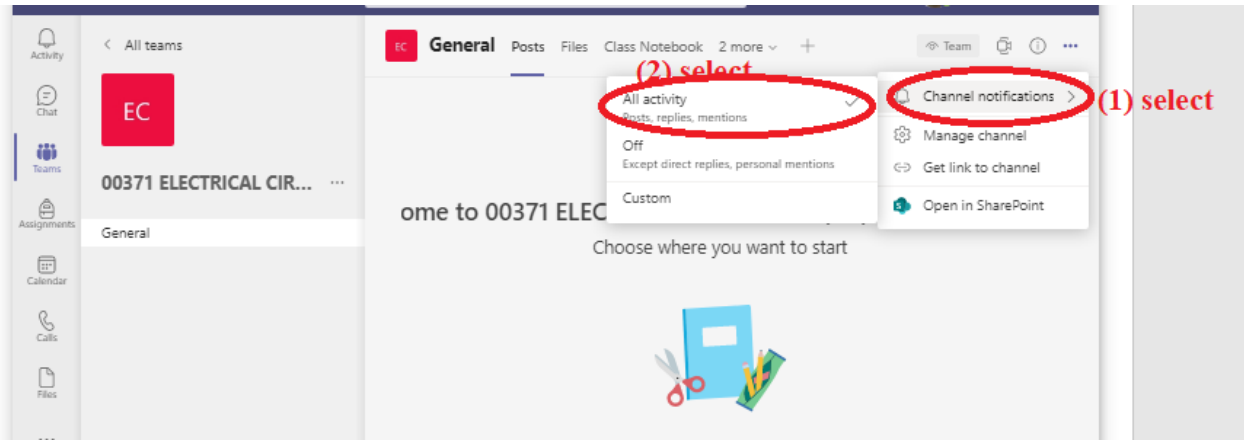 Activity
Chat
Teams
Assignments
Calendar
Calls
Files
< All teams
EC
00371 ELECTRICAL CIR... ...
General
EC General Posts Files Class Notebook 2 more
Team
(2) select
All activity
Posts, replies, mentions
Off
Except direct replies, personal mentions
Custom
Channel notifications >
(1) select
Manage channel
Get link to channel
Open in SharePoint
ome to 00371 ELEC
Choose where you want to start